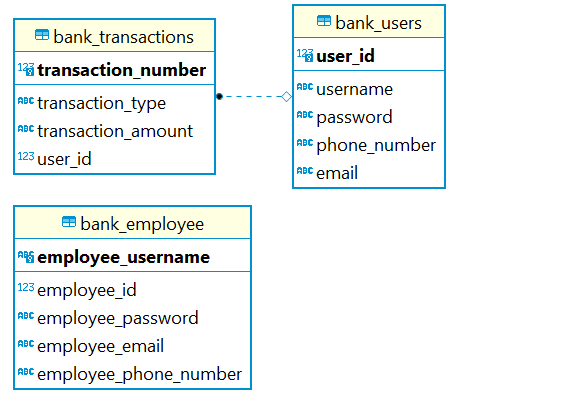 bank_transactions
123 transaction_number
ABC transaction_type
ABC transaction_amount
123 user_id
bank_users
123 user_id
ABC username
ABC password
ABC phone_number
ABC email
bank_employee
ABC employee_username
123 employee_id
ABC employee_password
ABC employee_email
ABC employee_phone_number